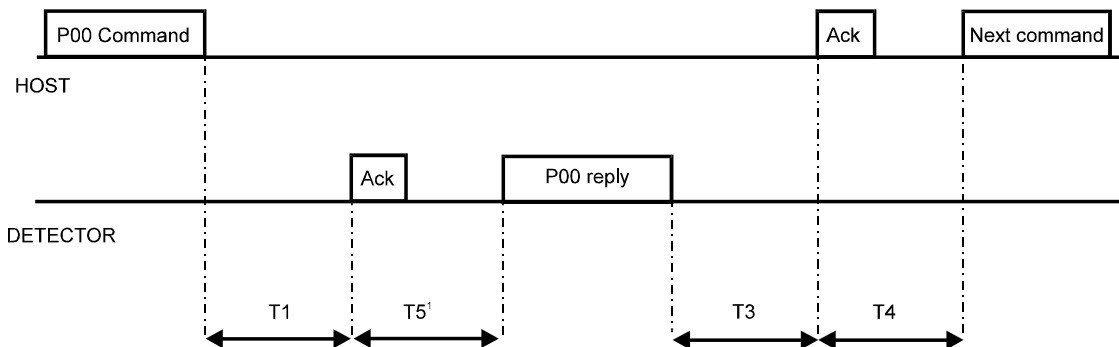 P00 Command
Ack
Next command
HOST
Ack
P00 reply
DETECTOR
T1
T5¹
T3
T4